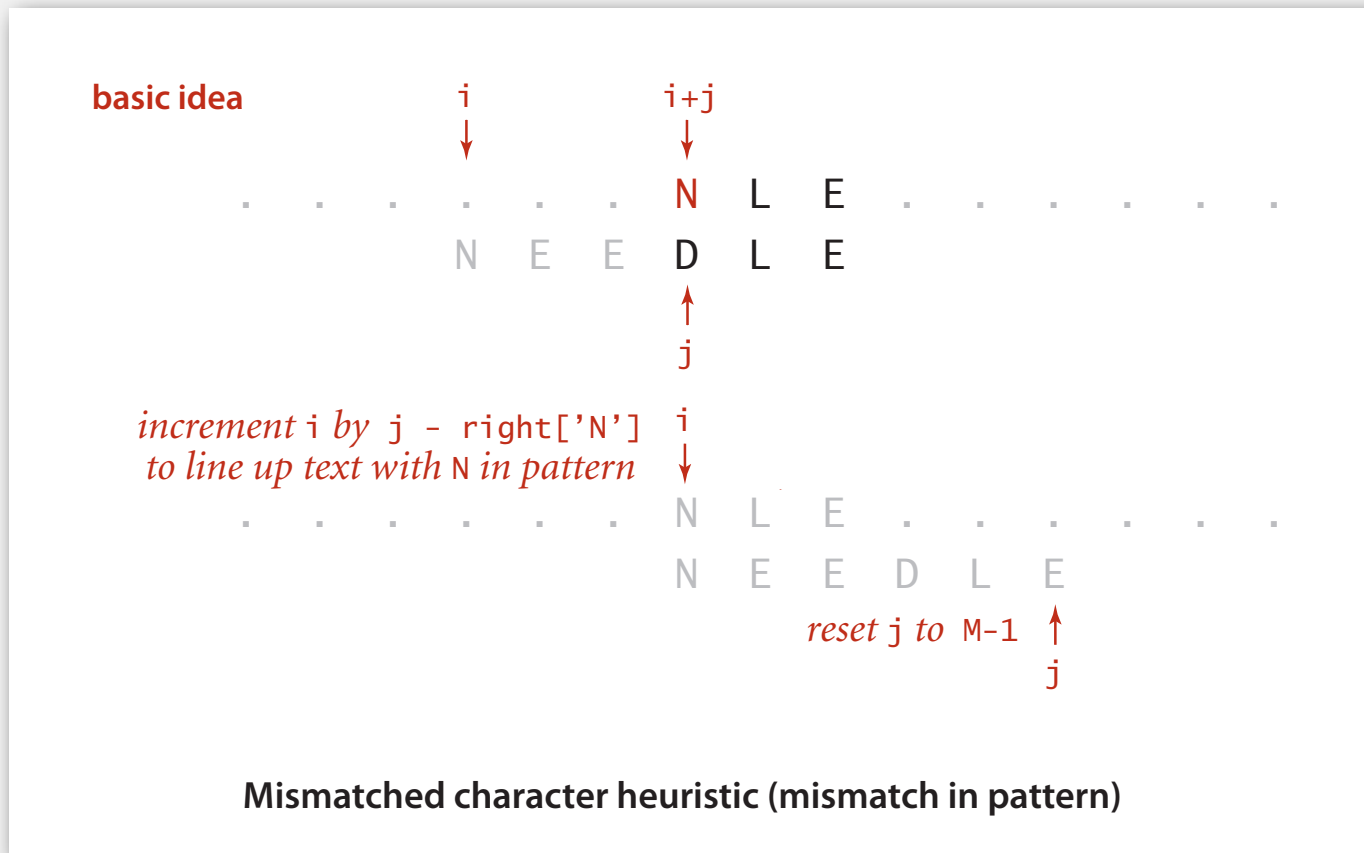 basic idea i i+j
. . . . . . N L E . . . . . .
N E E D L E
j
increment i by j - right['N'] i
to line up text with N in pattern
. . . . . . N L E . . . . . .
N E E D L E
reset j to M-1
j
Mismatched character heuristic (mismatch in pattern)